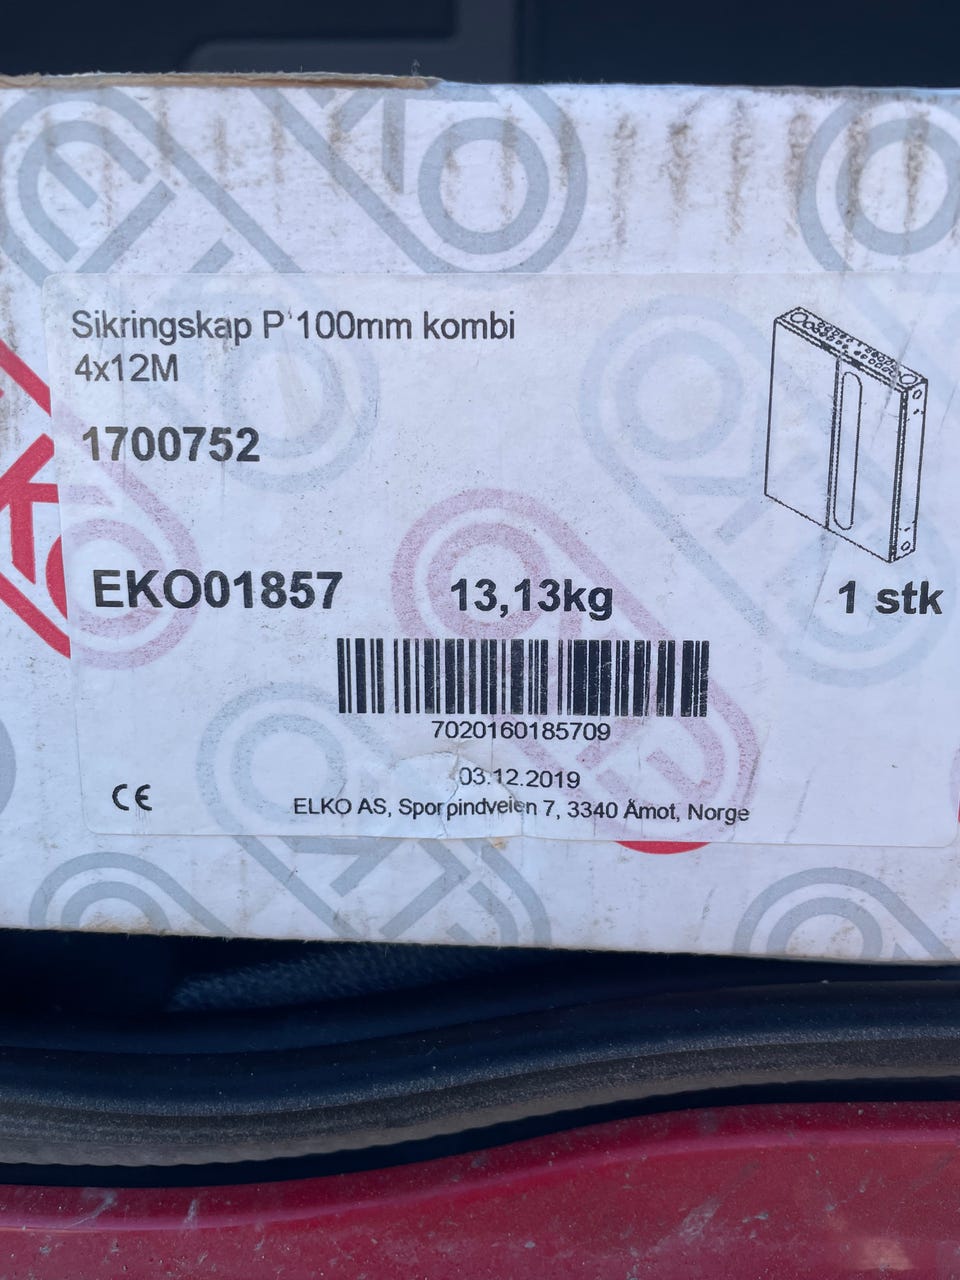 Sikringskap P 100mm kombi
4x12M
1700752
EKO01857 13,13kg 1 stk
7020160185709
03.12.2019
CE
ELKO AS, Sporpindveien 7, 3340 Åmot, Norge